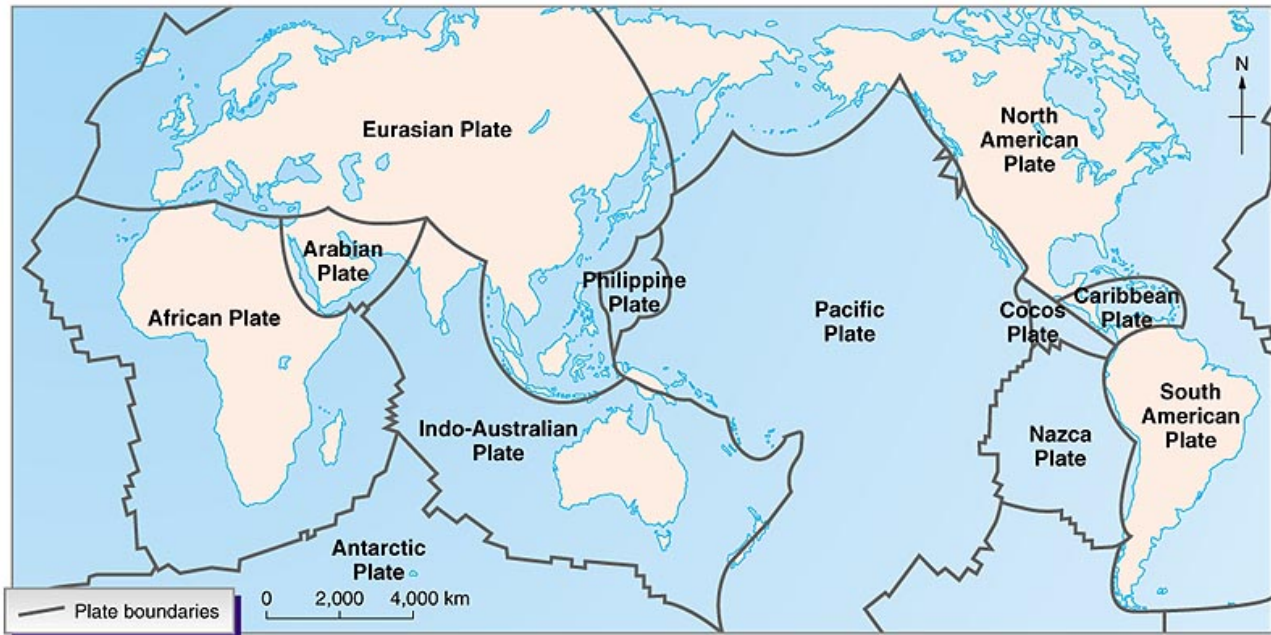 N
North
American
Plate
Eurasian Plate
Arabian
Plate
Philippine
Plate
African Plate
Pacific
Plate
Cocos
Plate
Caribbean
Plate
South
American
Plate
Indo-Australian
Plate
Nazca
Plate
Antarctic
Plate
Plate boundaries
0 2,000 4,000 km